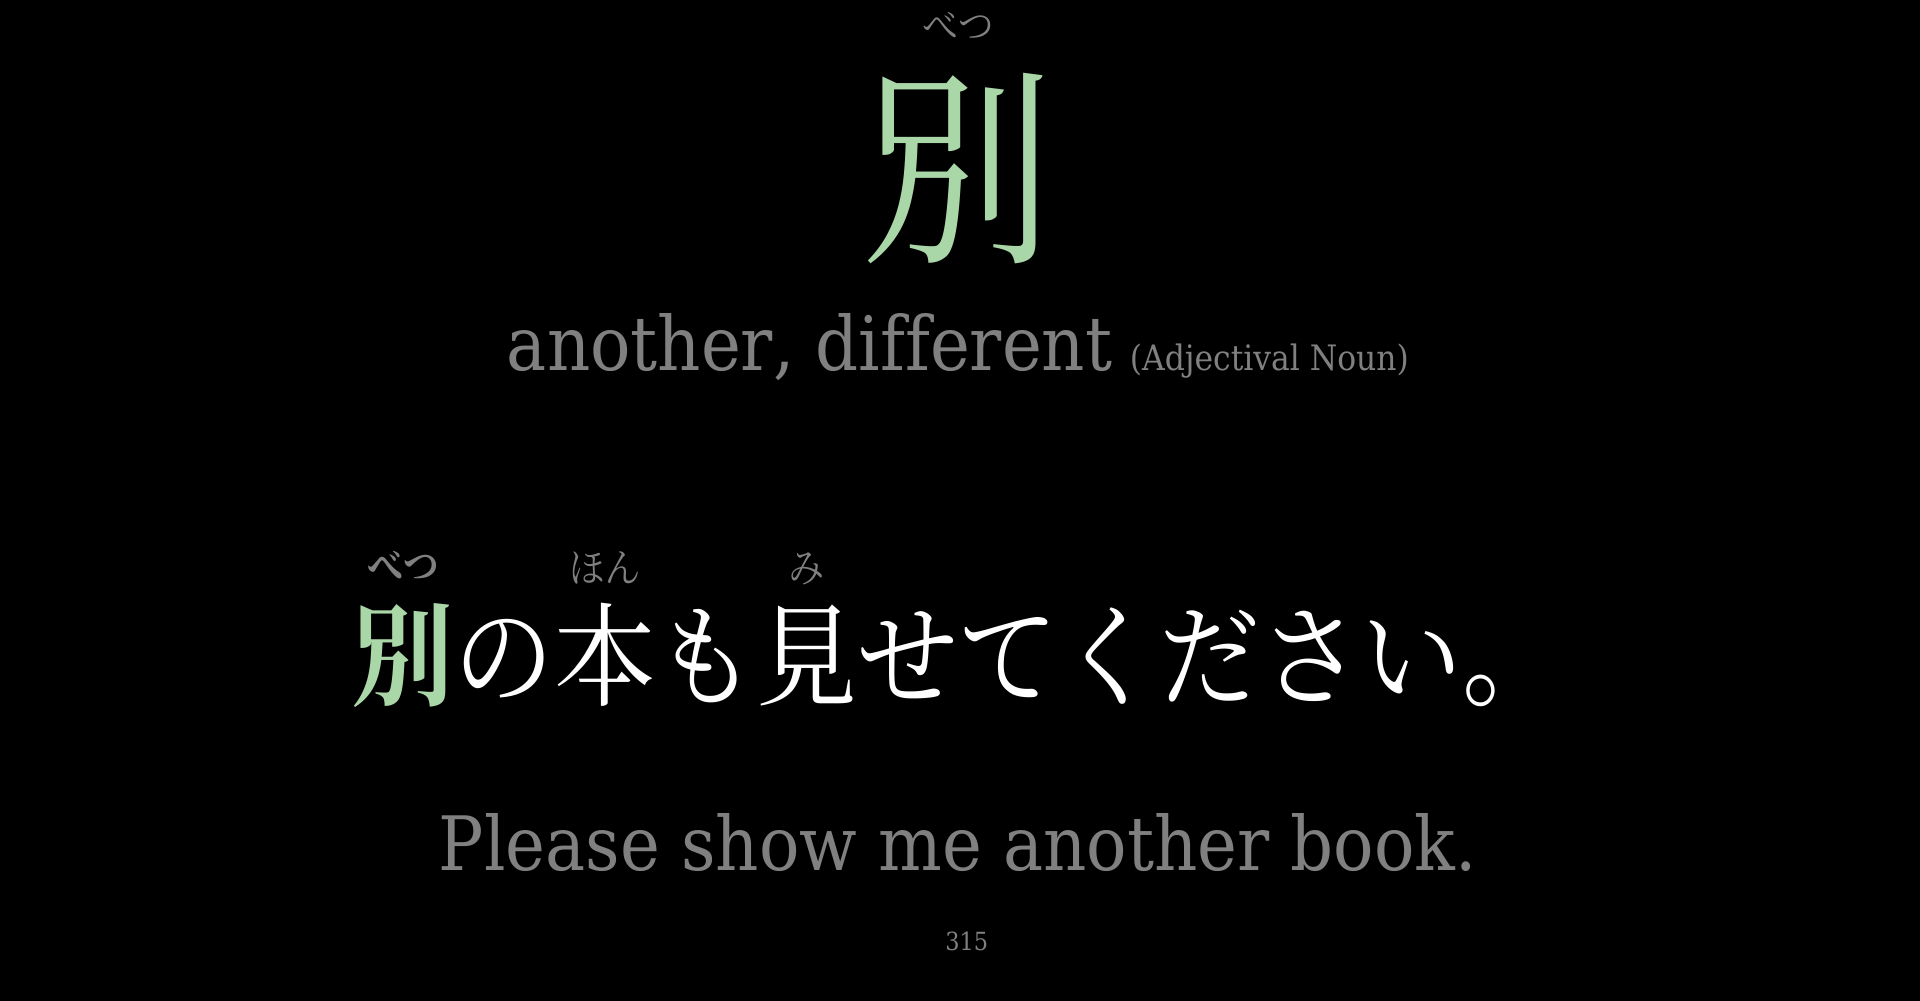 べつ
別
another, different (Adjectival Noun)
べつ ほん み
別の本も見せてください。
Please show me another book.
315